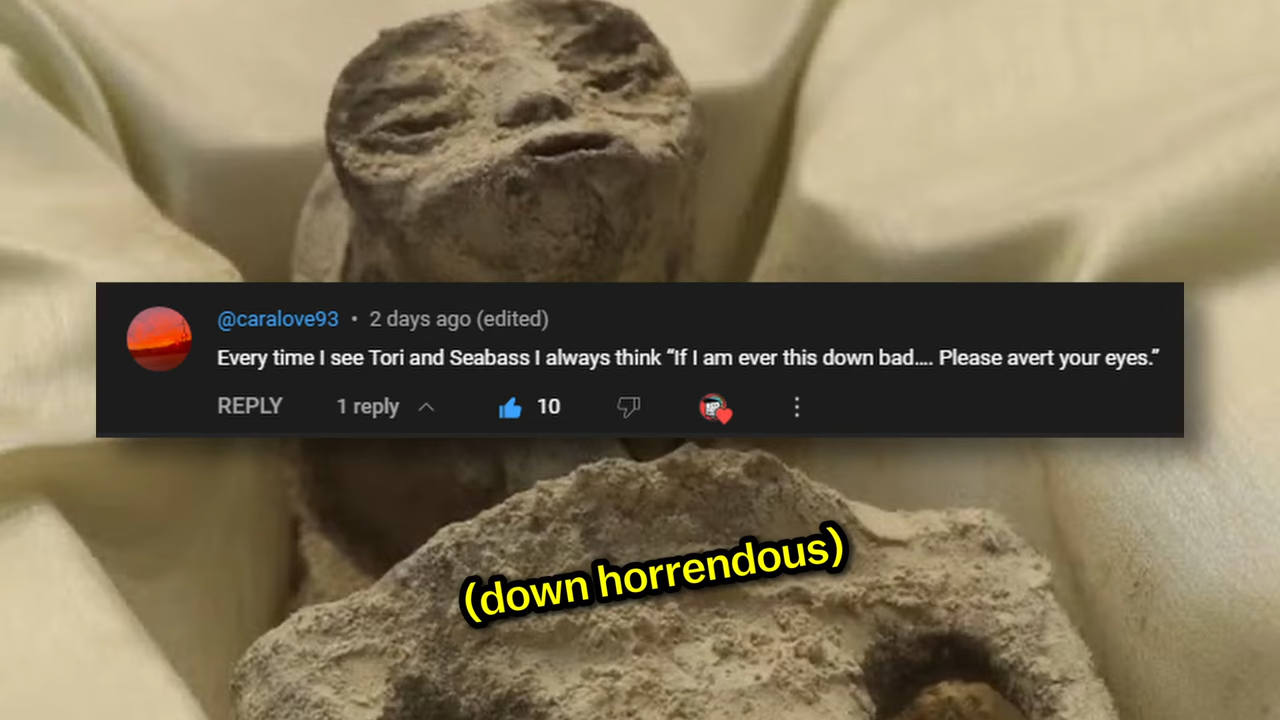 @caralove93 • 2 days ago (edited)
Every time I see Tori and Seabass I always think “If I am ever this down bad.... Please avert your eyes.”
REPLY 1 reply 10
(down horrendous)